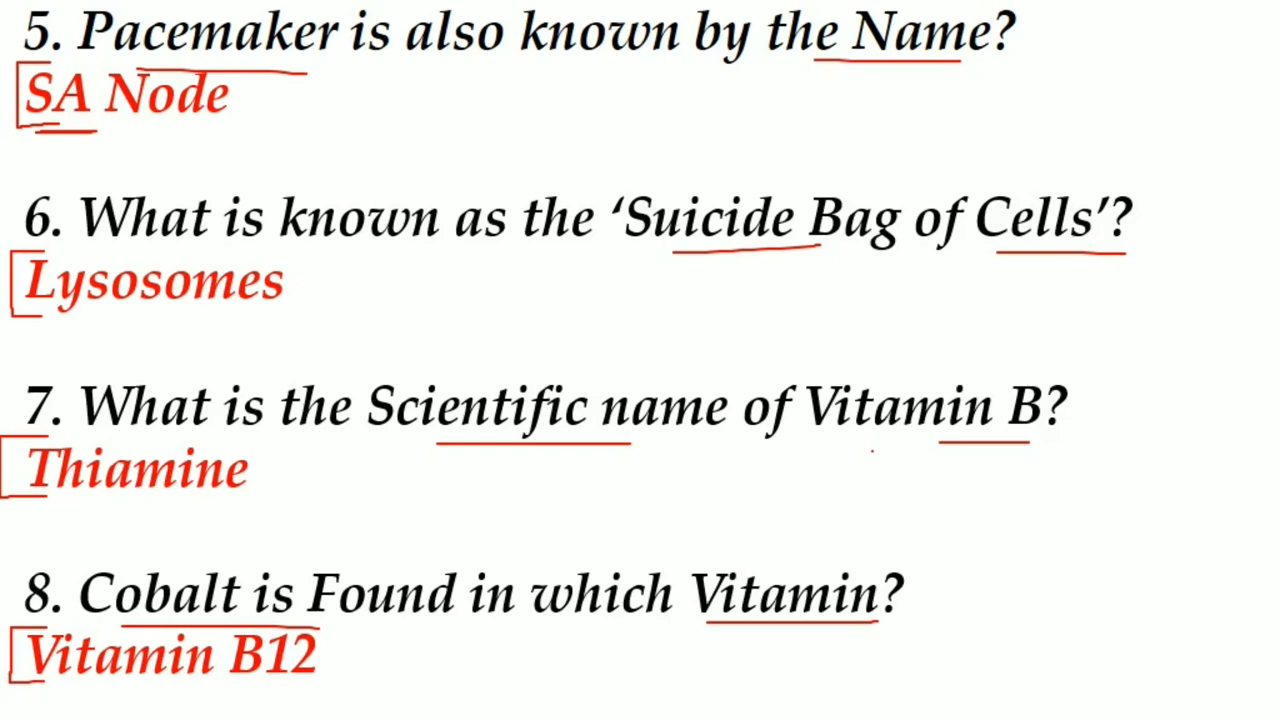 5. Pacemaker is also known by the Name?
SA Node
6. What is known as the ‘Suicide Bag of Cells’?
Lysosomes
7. What is the Scientific name of Vitamin B?
Thiamine
8. Cobalt is Found in which Vitamin?
Vitamin B12